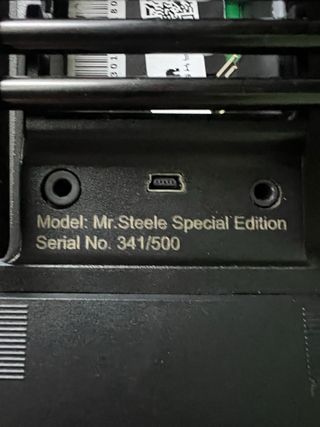 Model: Mr.Steele Special Edition
Serial No. 341/500